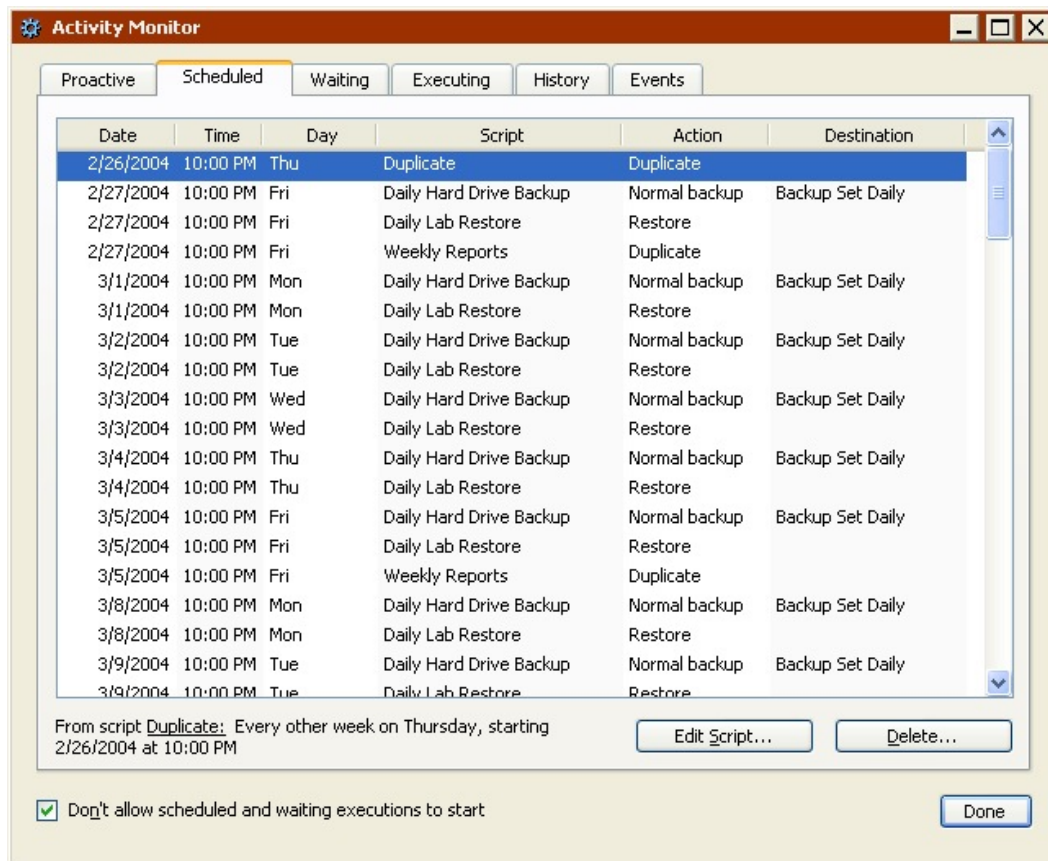 Activity Monitor
Proactive Scheduled Waiting Executing History Events
Date Time Day Script Action Destination
2/26/2004 10:00 PM Thu Duplicate Duplicate
2/27/2004 10:00 PM Fri Daily Hard Drive Backup Normal backup Backup Set Daily
2/27/2004 10:00 PM Fri Daily Lab Restore Restore
2/27/2004 10:00 PM Fri Weekly Reports Duplicate
3/1/2004 10:00 PM Mon Daily Hard Drive Backup Normal backup Backup Set Daily
3/1/2004 10:00 PM Mon Daily Lab Restore Restore
3/2/2004 10:00 PM Tue Daily Hard Drive Backup Normal backup Backup Set Daily
3/2/2004 10:00 PM Tue Daily Lab Restore Restore
3/3/2004 10:00 PM Wed Daily Hard Drive Backup Normal backup Backup Set Daily
3/3/2004 10:00 PM Wed Daily Lab Restore Restore
3/4/2004 10:00 PM Thu Daily Hard Drive Backup Normal backup Backup Set Daily
3/4/2004 10:00 PM Thu Daily Lab Restore Restore
3/5/2004 10:00 PM Fri Daily Hard Drive Backup Normal backup Backup Set Daily
3/5/2004 10:00 PM Fri Daily Lab Restore Restore
3/5/2004 10:00 PM Fri Weekly Reports Duplicate
3/8/2004 10:00 PM Mon Daily Hard Drive Backup Normal backup Backup Set Daily
3/8/2004 10:00 PM Mon Daily Lab Restore Restore
3/9/2004 10:00 PM Tue Daily Hard Drive Backup Normal backup Backup Set Daily
3/9/2004 10:00 PM Tue Daily Lab Restore Restore
From script Duplicate: Every other week on Thursday, starting
2/26/2004 at 10:00 PM
Edit Script... Delete...
Don't allow scheduled and waiting executions to start
Done